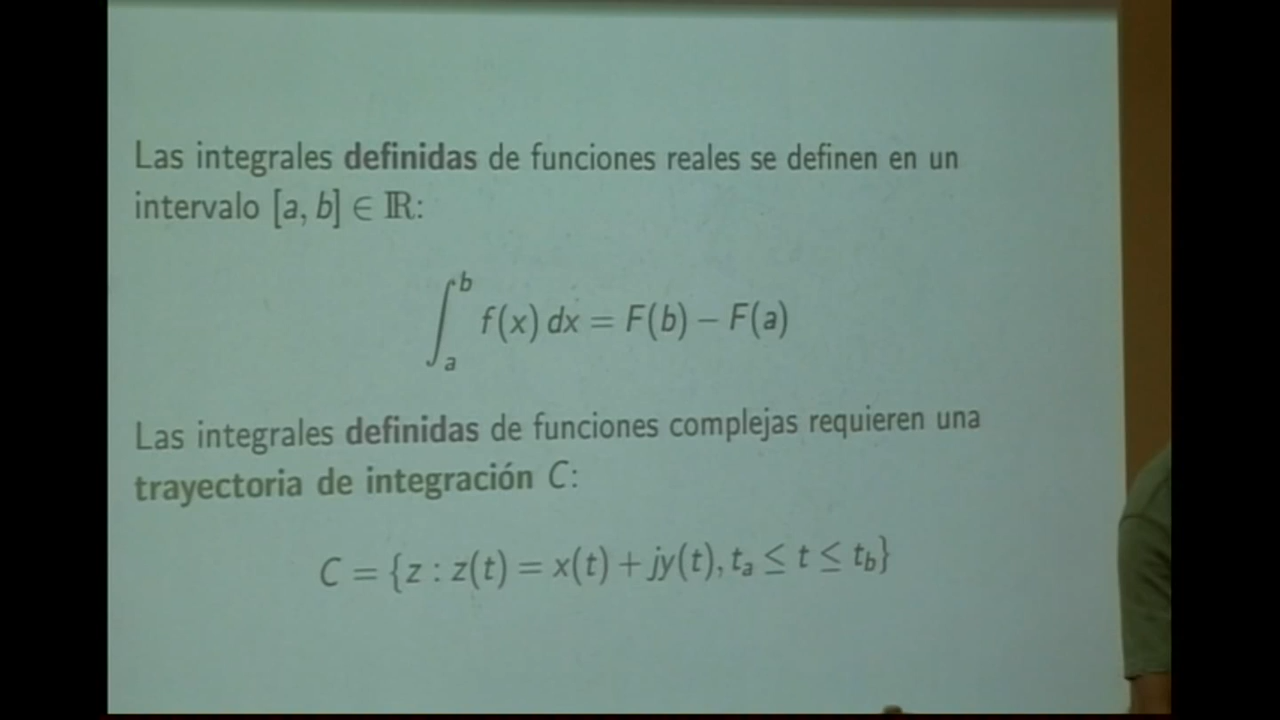 Las integrales definidas de funciones reales se definen en un
intervalo [a, b] ∈ ℝ:
∫_a^b f(x) dx = F(b) − F(a)
Las integrales definidas de funciones complejas requieren una
trayectoria de integración C:
C = {z : z(t) = x(t) + jy(t), t_a ≤ t ≤ t_b}